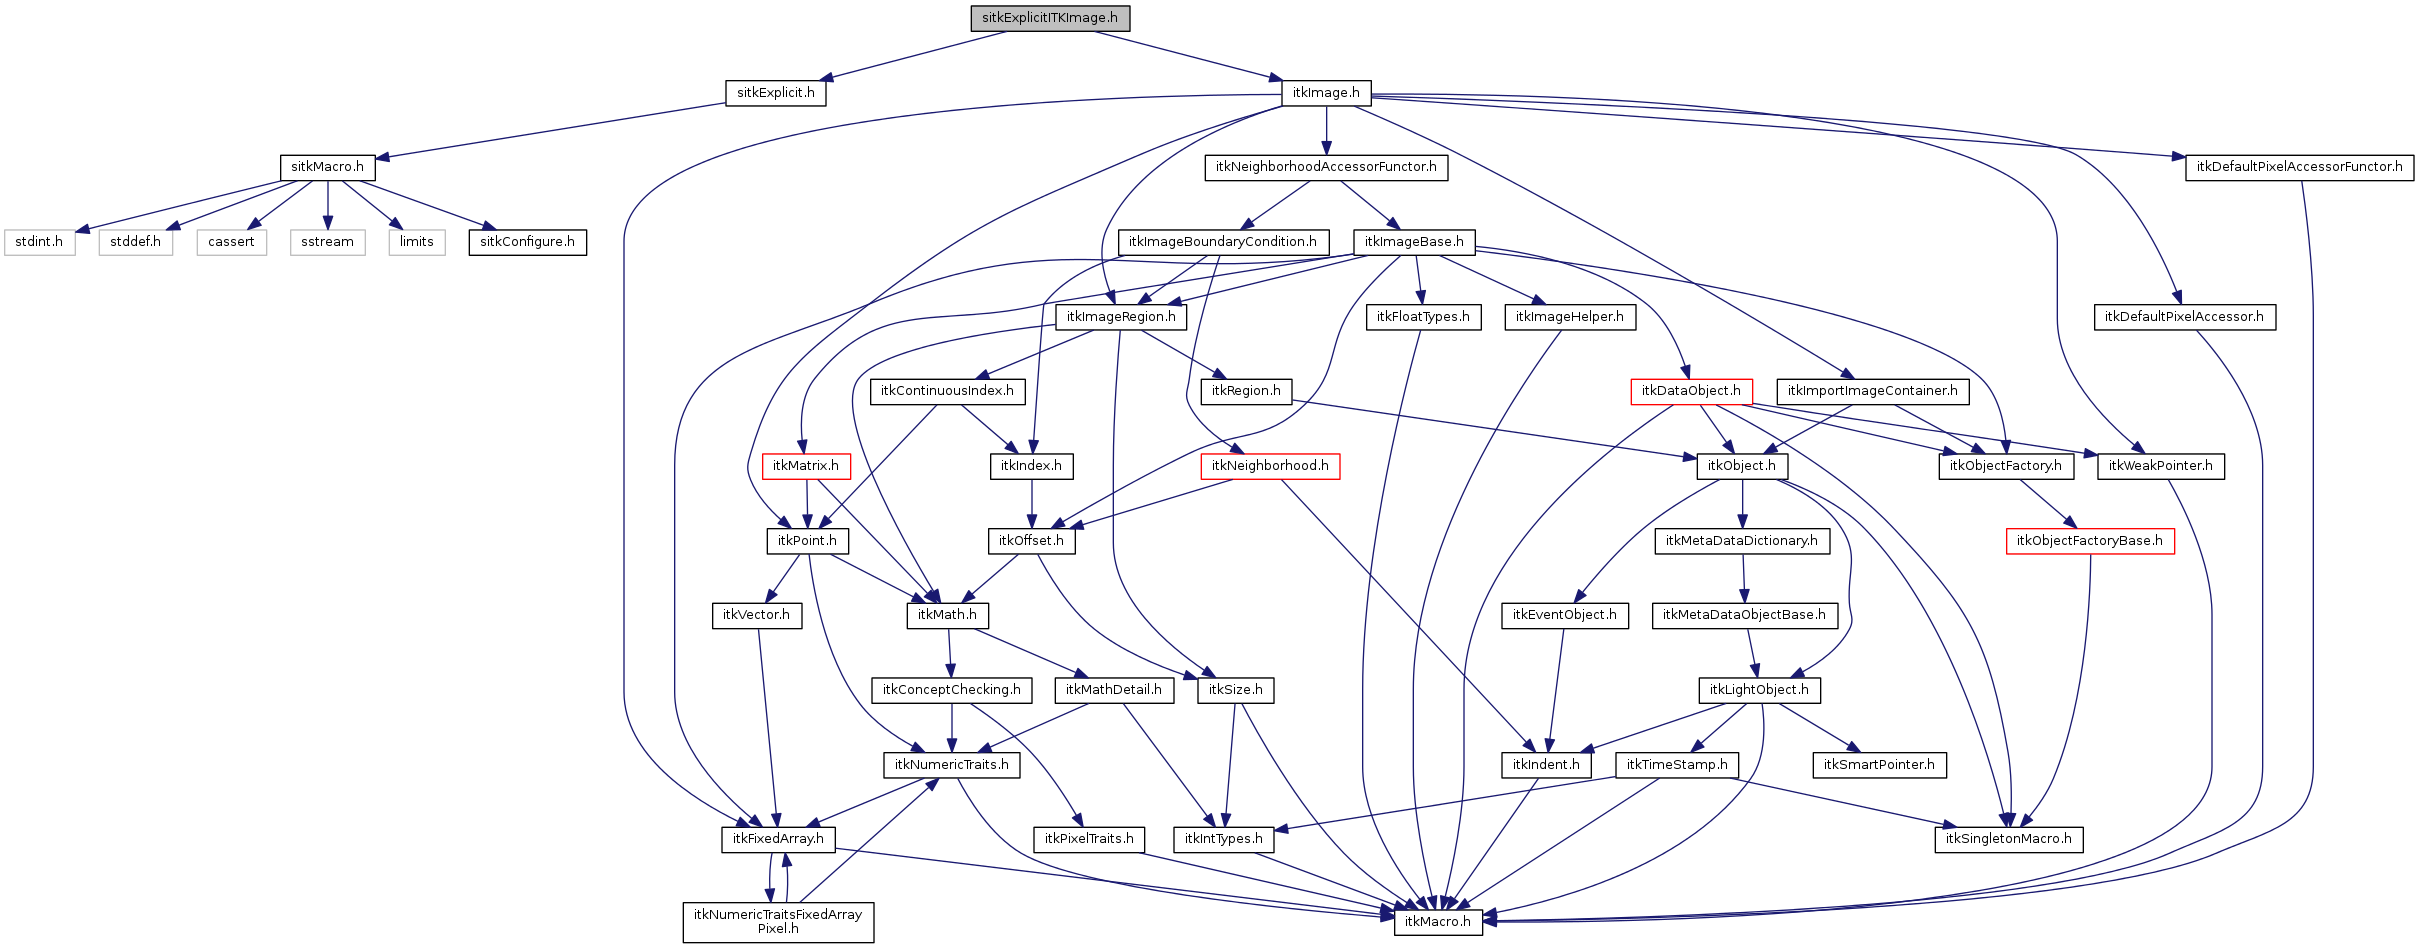 sitkExplicitITKImage.h
sitkExplicit.h
itkImage.h
sitkMacro.h
itkNeighborhoodAccessorFunctor.h
itkDefaultPixelAccessorFunctor.h
stdint.h
stddef.h
cassert
sstream
limits
sitkConfigure.h
itkImageBoundaryCondition.h
itkImageBase.h
itkImageRegion.h
itkFloatTypes.h
itkImageHelper.h
itkDefaultPixelAccessor.h
itkContinuousIndex.h
itkRegion.h
itkDataObject.h
itkImportImageContainer.h
itkMatrix.h
itkIndex.h
itkNeighborhood.h
itkObject.h
itkObjectFactory.h
itkWeakPointer.h
itkPoint.h
itkOffset.h
itkMetaDataDictionary.h
itkObjectFactoryBase.h
itkVector.h
itkMath.h
itkEventObject.h
itkMetaDataObjectBase.h
itkConceptChecking.h
itkMathDetail.h
itkSize.h
itkLightObject.h
itkNumericTraits.h
itkIndent.h
itkTimeStamp.h
itkSmartPointer.h
itkFixedArray.h
itkPixelTraits.h
itkIntTypes.h
itkSingletonMacro.h
itkNumericTraitsFixedArray
Pixel.h
itkMacro.h